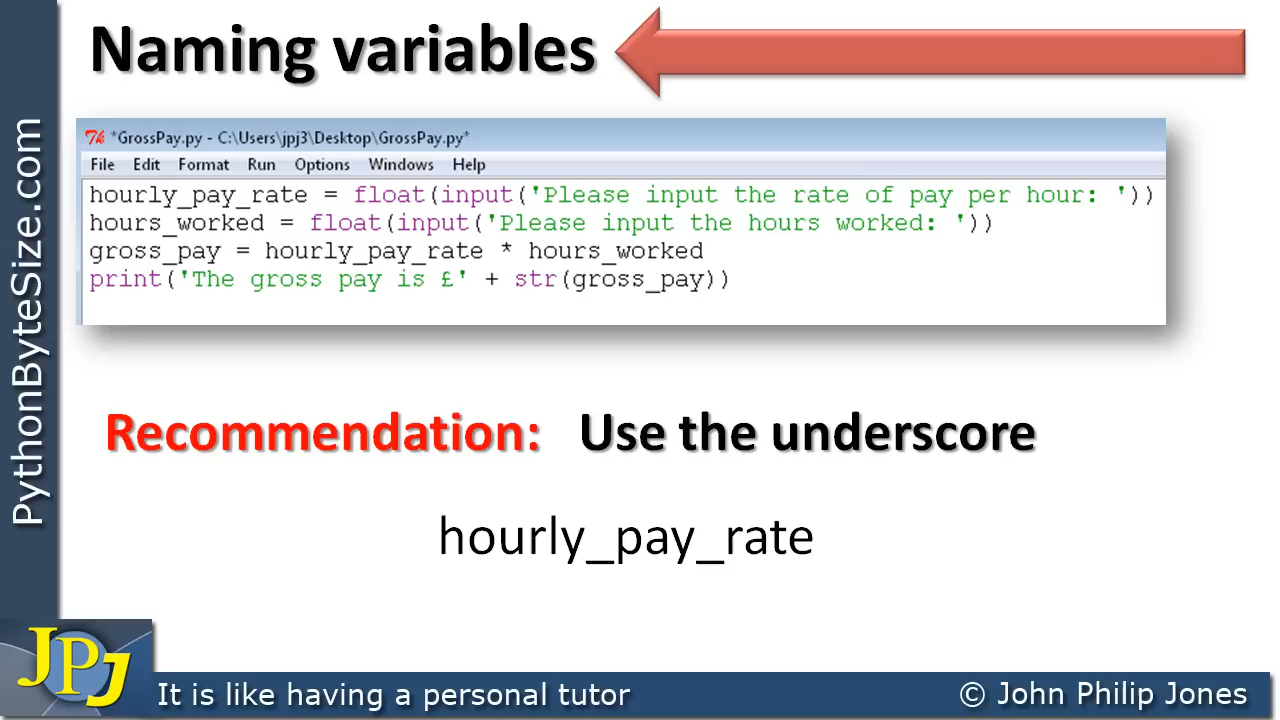 Naming variables
*GrossPay.py - C:\Users\jpj3\Desktop\GrossPay.py*
File Edit Format Run Options Windows Help
hourly_pay_rate = float(input('Please input the rate of pay per hour: '))
hours_worked = float(input('Please input the hours worked: '))
gross_pay = hourly_pay_rate * hours_worked
print('The gross pay is £' + str(gross_pay))
Recommendation: Use the underscore
hourly_pay_rate
PythonByteSize.com
JPJ
It is like having a personal tutor
© John Philip Jones